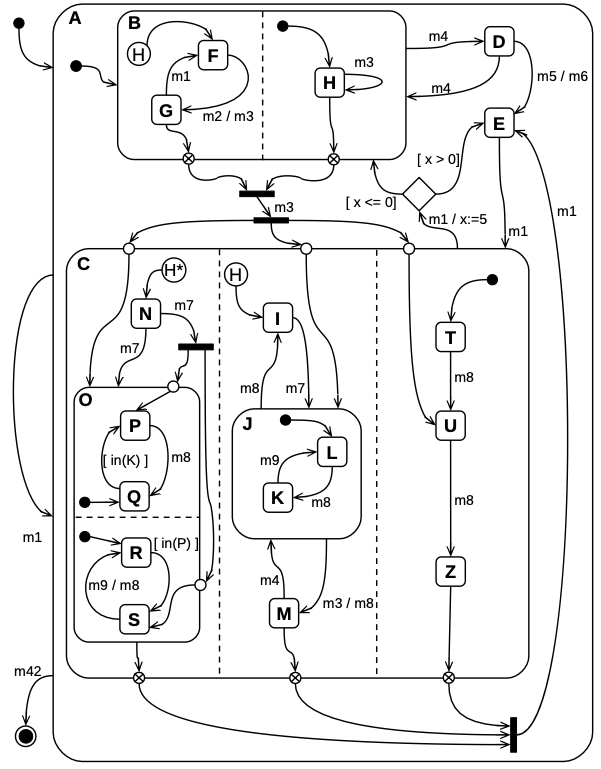 A
B
H
F
m1
G
m2 / m3
m3
H
m4
D
m5 / m6
m4
E
[ x > 0]
[ x <= 0]
m3
m1 / x:=5
m1
m1
C
H*
N
m7
m7
H
I
T
m8
m7
m8
O
P
[ in(K) ]
m8
Q
J
L
m9
K
m8
U
m8
R
[ in(P) ]
m9 / m8
S
m4
M
m3 / m8
Z
m1
m42